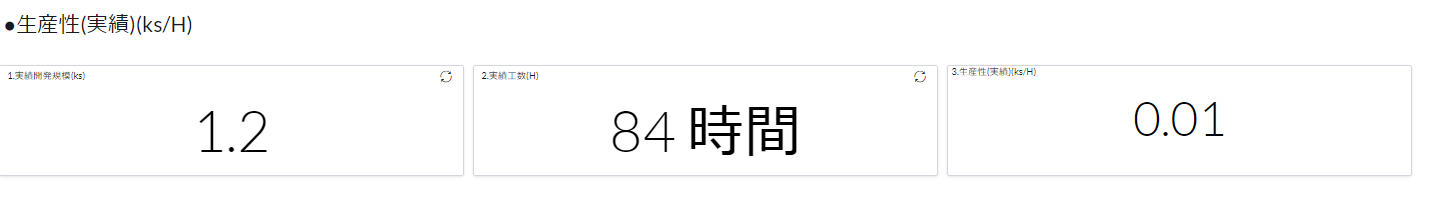 ●生産性(実績)(ks/H)
1.実績開発規模(ks)
2.実績工数(H)
3.生産性(実績)(ks/H)
1.2
84 時間
0.01